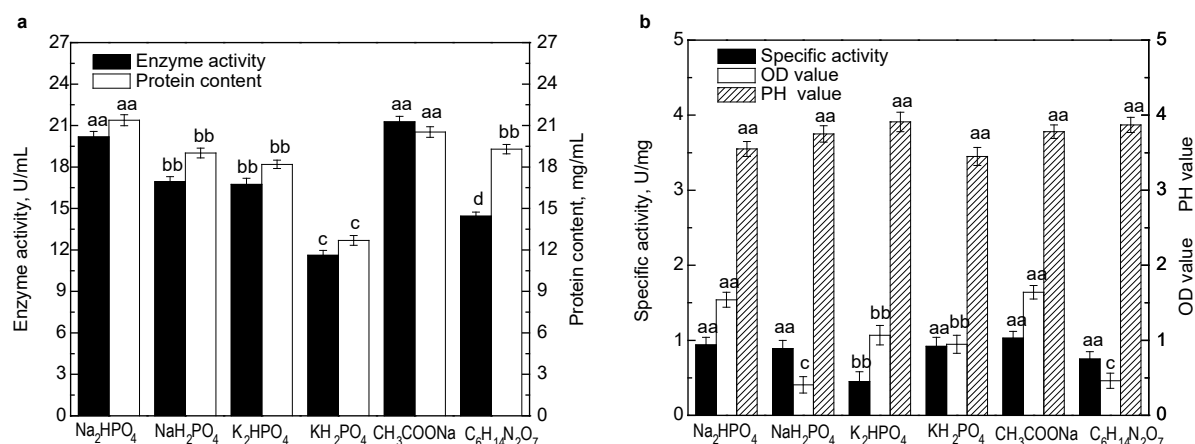 a
27
24
21
18
15
12
9
6
3
0
Enzyme activity, U/mL
Enzyme activity
Protein content
aa aa
bb bb
bb bb
c c
aa aa
d bb
27
24
21
18
15
12
9
6
3
0
Protein content, mg/mL
Na₂HPO₄ NaH₂PO₄ K₂HPO₄ KH₂PO₄ CH₃COONa C₆H₁₄N₂O₇
b
5
4
3
2
1
0
Specific activity, U/mg
Specific activity
OD value
PH value
aa aa aa
aa c aa
bb bb aa
aa bb aa
aa aa aa
aa c aa
5
4
3
2
1
0
OD value PH value
Na₂HPO₄ NaH₂PO₄ K₂HPO₄ KH₂PO₄ CH₃COONa C₆H₁₄N₂O₇